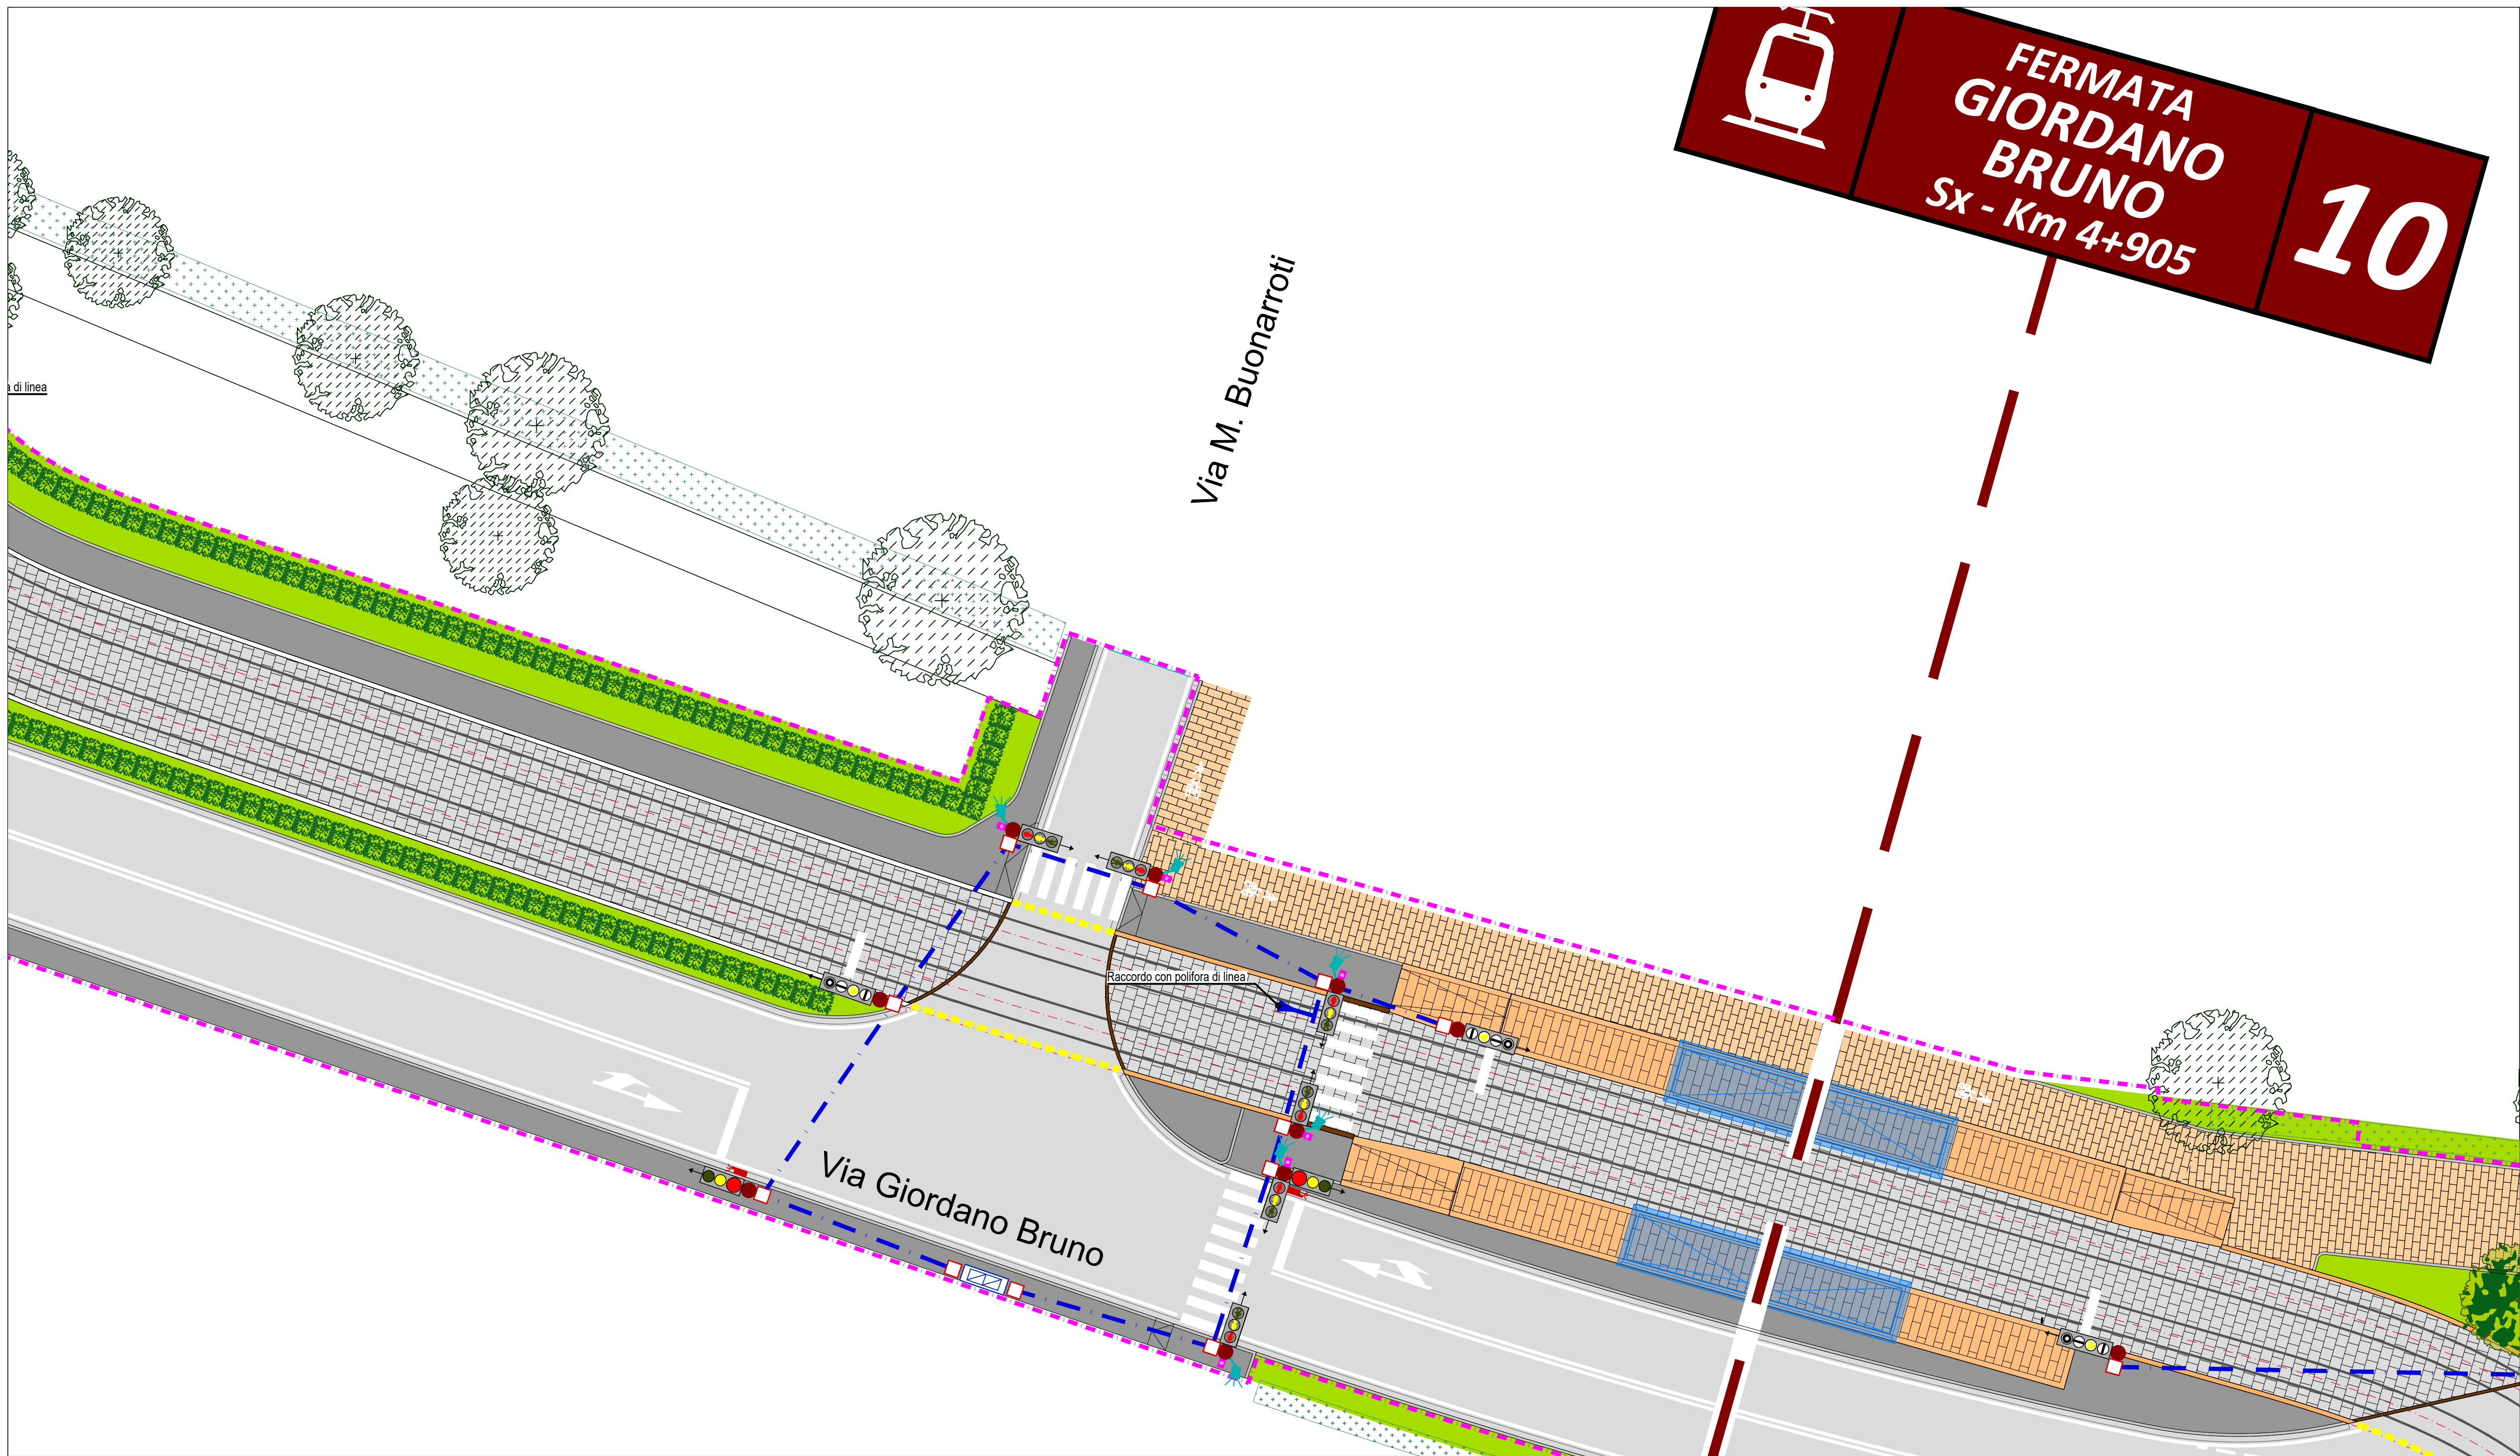 FERMATA
GIORDANO
BRUNO
Sx - Km 4+905
10
Via M. Buonarroti
a di linea
Raccordo con polifora di linea
Via Giordano Bruno